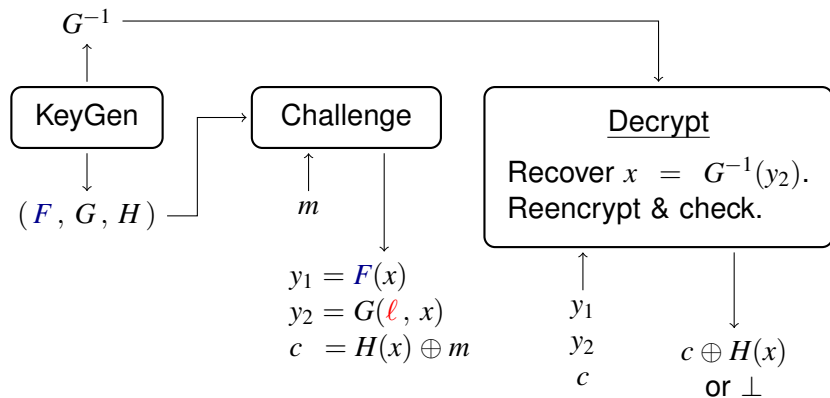 G⁻¹
KeyGen
Challenge
Decrypt
Recover x = G⁻¹(y₂).
Reencrypt & check.
(F, G, H)
m
y₁ = F(x)
y₂ = G(ℓ, x)
c = H(x) ⊕ m
y₁
y₂
c
c ⊕ H(x)
or ⊥